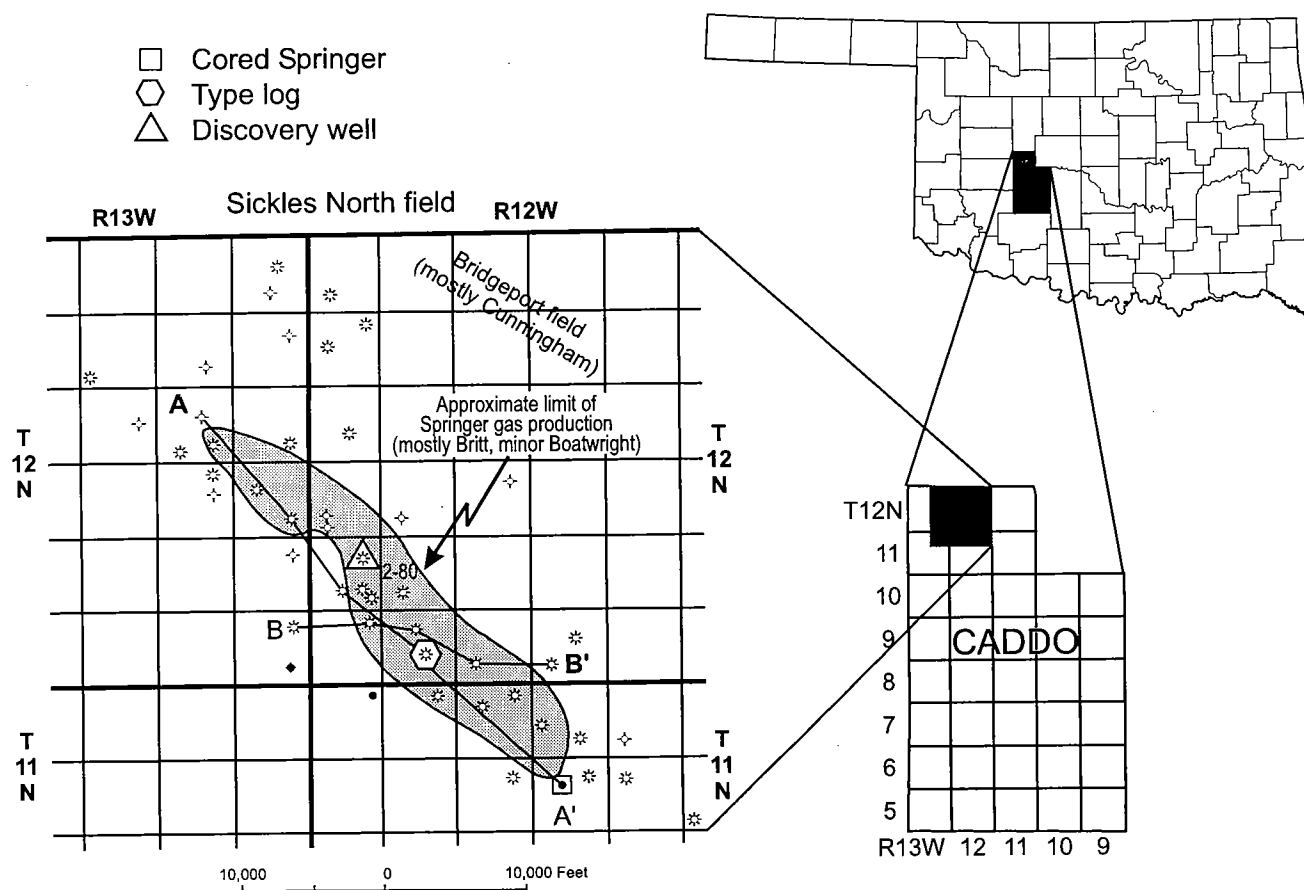 Cored Springer
Type log
Discovery well
Sickles North field
R13W
R12W
Bridgeport field
(mostly Cunningham)
A
Approximate limit of
Springer gas production
(mostly Britt, minor Boatwright)
T
12
N
T
12
N
2-80
B
B'
T
11
N
T
11
N
A'
10,000
0
10,000 Feet
T12N
11
10
9
CADDO
8
7
6
5
R13W
12
11
10
9